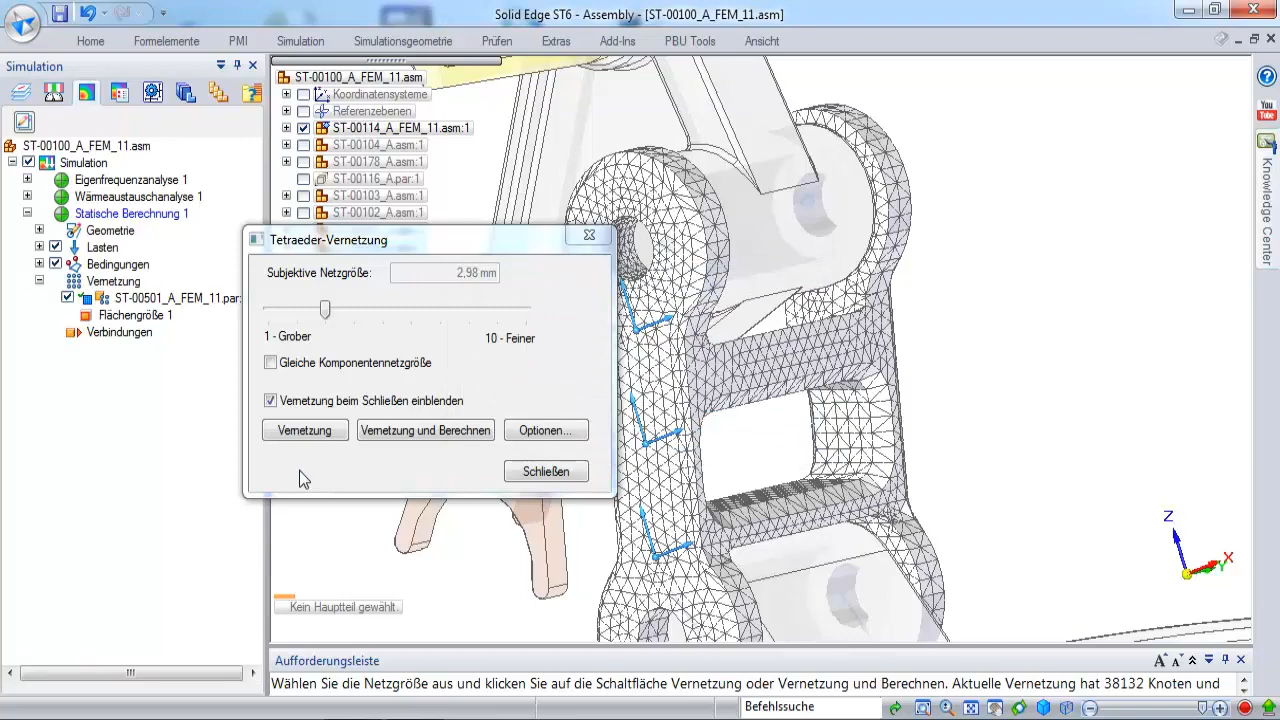 Solid Edge ST6 - Assembly - [ST-00100_A_FEM_11.asm]
Home Formelemente PMI Simulation Simulationsgeometrie Prüfen Extras Add-Ins PBU Tools Ansicht
Simulation
ST-00100_A_FEM_11.asm
Simulation
Eigenfrequenzanalyse 1
Wärmeaustauschanalyse 1
Statische Berechnung 1
Geometrie
Lasten
Bedingungen
Vernetzung
ST-00501_A_FEM_11.par:
Flächengröße 1
Verbindungen
ST-00100_A_FEM_11.asm
Koordinatensysteme
Referenzebenen
ST-00114_A_FEM_11.asm:1
ST-00104_A.asm:1
ST-00178_A.asm:1
ST-00116_A.par:1
ST-00103_A.asm:1
ST-00102_A.asm:1
Tetraeder-Vernetzung
Subjektive Netzgröße: 2,98 mm
1 - Grober
10 - Feiner
Gleiche Komponentennetzgröße
Vernetzung beim Schließen einblenden
Vernetzung Vernetzung und Berechnen Optionen...
Schließen
Kein Hauptteil gewählt.
Z
X
Y
You
Tube
Knowledge Center
Aufforderungsleiste
Wählen Sie die Netzgröße aus und klicken Sie auf die Schaltfläche Vernetzung oder Vernetzung und Berechnen. Aktuelle Vernetzung hat 38132 Knoten und
Befehlssuche